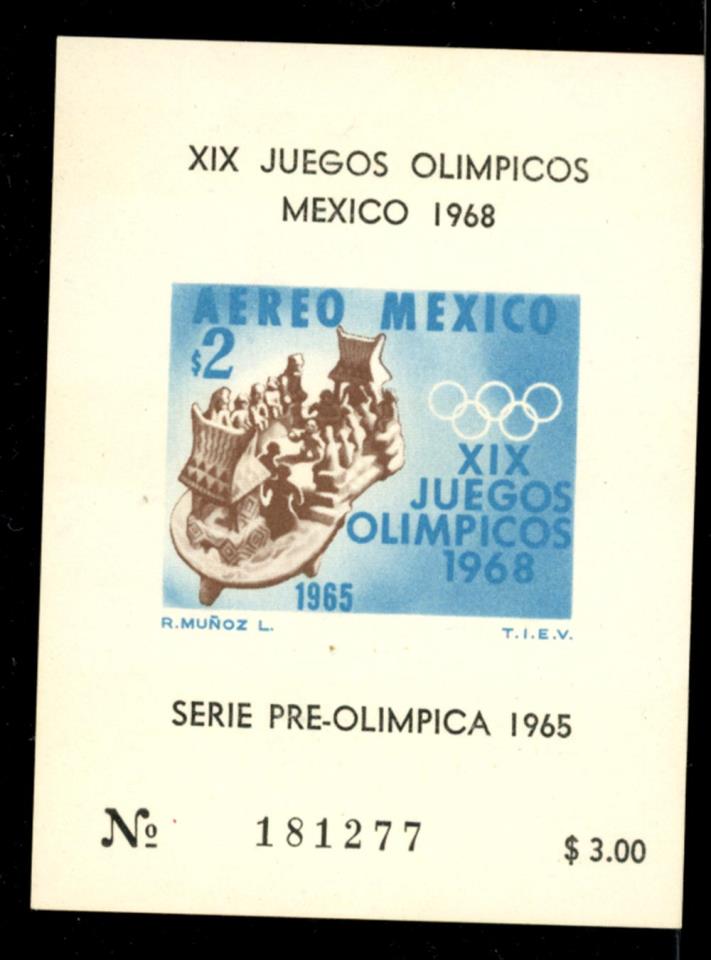 XIX JUEGOS OLIMPICOS
MEXICO 1968
AEREO MEXICO
$2
XIX
JUEGOS
OLIMPICOS
1968
1965
R.MUÑOZ L.
T.I.E.V.
SERIE PRE-OLIMPICA 1965
Nº 181277
$ 3.00